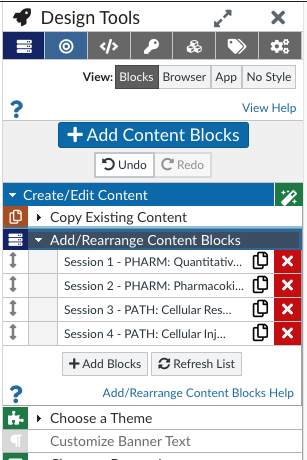 Design Tools
View: Blocks Browser App No Style
View Help
Add Content Blocks
Undo Redo
Create/Edit Content
Copy Existing Content
Add/Rearrange Content Blocks
Session 1 - PHARM: Quantitativ...
Session 2 - PHARM: Pharmacoki...
Session 3 - PATH: Cellular Res...
Session 4 - PATH: Cellular Inj...
Add Blocks Refresh List
Add/Rearrange Content Blocks Help
Choose a Theme
Customize Banner Text